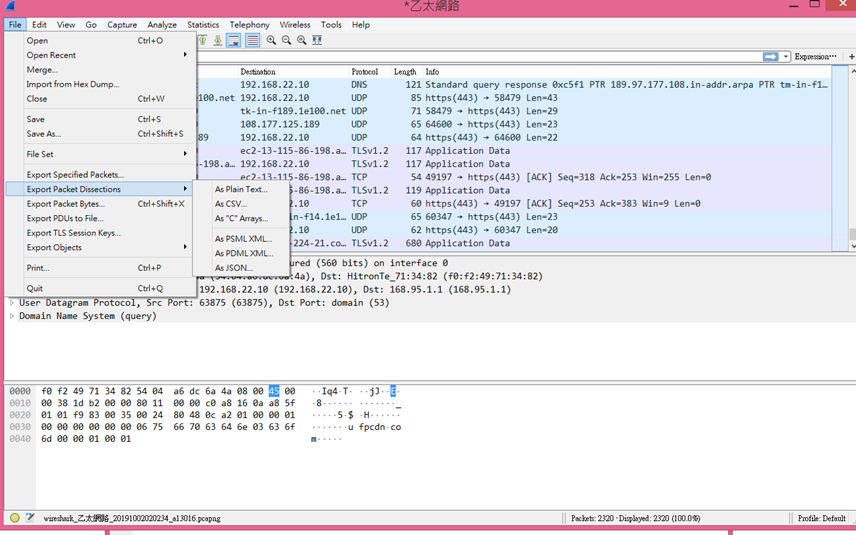 *乙太網路
File Edit View Go Capture Analyze Statistics Telephony Wireless Tools Help
Open Ctrl+O
Open Recent
Merge...
Import from Hex Dump...
Close Ctrl+W
Save Ctrl+S
Save As... Ctrl+Shift+S
File Set
Export Specified Packets...
Export Packet Dissections
Export Packet Bytes... Ctrl+Shift+X
Export PDUs to File...
Export TLS Session Keys...
Export Objects
Print... Ctrl+P
Quit Ctrl+Q
As Plain Text...
As CSV...
As "C" Arrays...
As PSML XML...
As PDML XML...
As JSON...
Expression…
Destination Protocol Length Info
192.168.22.10 DNS 121 Standard query response 0xc5f1 PTR 189.97.177.108.in-addr.arpa PTR tm-in-f1…
e100.net 192.168.22.10 UDP 85 https(443) → 58479 Len=43
tk-in-f189.1e100.net UDP 71 58479 → https(443) Len=29
108.177.125.189 UDP 65 64600 → https(443) Len=23
89 192.168.22.10 UDP 64 https(443) → 64600 Len=22
ec2-13-115-86-198.a… TLSv1.2 117 Application Data
-198.a… 192.168.22.10 TLSv1.2 117 Application Data
ec2-13-115-86-198.a… TCP 54 49197 → https(443) [ACK] Seq=318 Ack=253 Win=255 Len=0
ec2-13-115-86-198.a… TLSv1.2 119 Application Data
TCP 60 https(443) → 49197 [ACK] Seq=253 Ack=383 Win=9 Len=0
-in-f14.1e1… UDP 65 60347 → https(443) Len=23
UDP 62 https(443) → 60347 Len=20
-224-21.co… TLSv1.2 680 Application Data
ured (560 bits) on interface 0
Dst: HitronTe_71:34:82 (f0:f2:49:71:34:82)
192.168.22.10 (192.168.22.10), Dst: 168.95.1.1 (168.95.1.1)
User Datagram Protocol, Src Port: 63875 (63875), Dst Port: domain (53)
Domain Name System (query)
0000 f0 f2 49 71 34 82 54 04 a6 dc 6a 4a 08 00 45 00 ··Iq4·T· ··jJ··E·
0010 00 38 1d b2 00 00 80 11 00 00 c0 a8 16 0a a8 5f ·8······ ·······_
0020 01 01 f9 83 00 35 00 24 80 48 0c a2 01 00 00 01 ·····5·$ ·H······
0030 00 00 00 00 00 00 06 75 66 70 63 64 6e 03 63 6f ·······u fpcdn·co
0040 6d 00 00 01 00 01 m·····
wireshark_乙太網路_20191002020234_a13016.pcapng Packets: 2320 · Displayed: 2320 (100.0%) Profile: Default